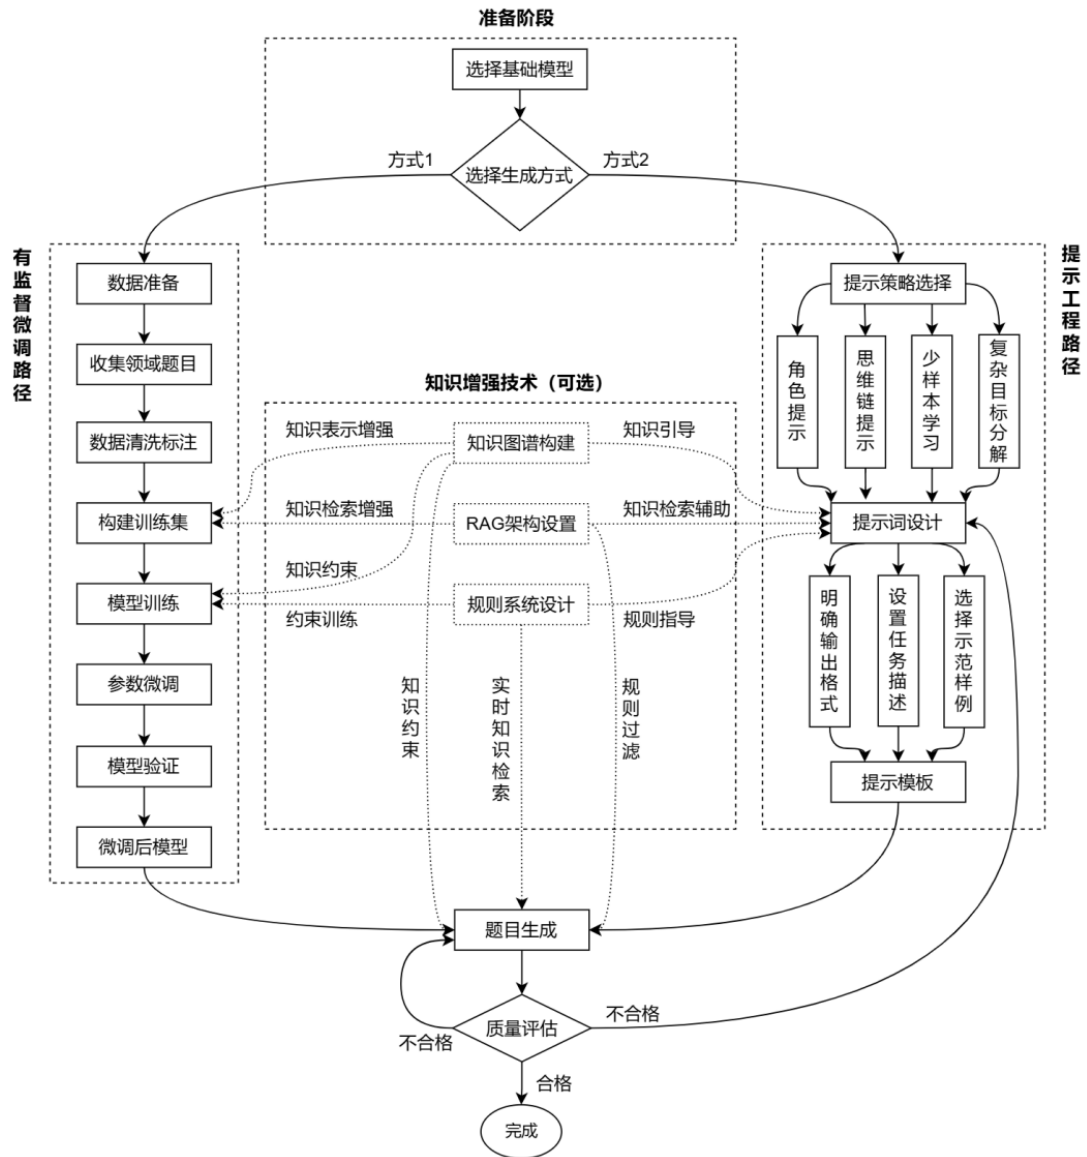 准备阶段
选择基础模型
选择生成方式
方式1
方式2
有监督微调路径
数据准备
收集领域题目
数据清洗标注
构建训练集
模型训练
参数微调
模型验证
微调后模型
知识增强技术（可选）
知识表示增强
知识图谱构建
知识引导
知识检索增强
RAG架构设置
知识检索辅助
知识约束
规则系统设计
约束训练
规则指导
知识约束
实时知识检索
规则过滤
提示工程路径
提示策略选择
角色提示
思维链提示
少样本学习
复杂目标分解
提示词设计
明确输出格式
设置任务描述
选择示范样例
提示模板
题目生成
质量评估
不合格
不合格
合格
完成